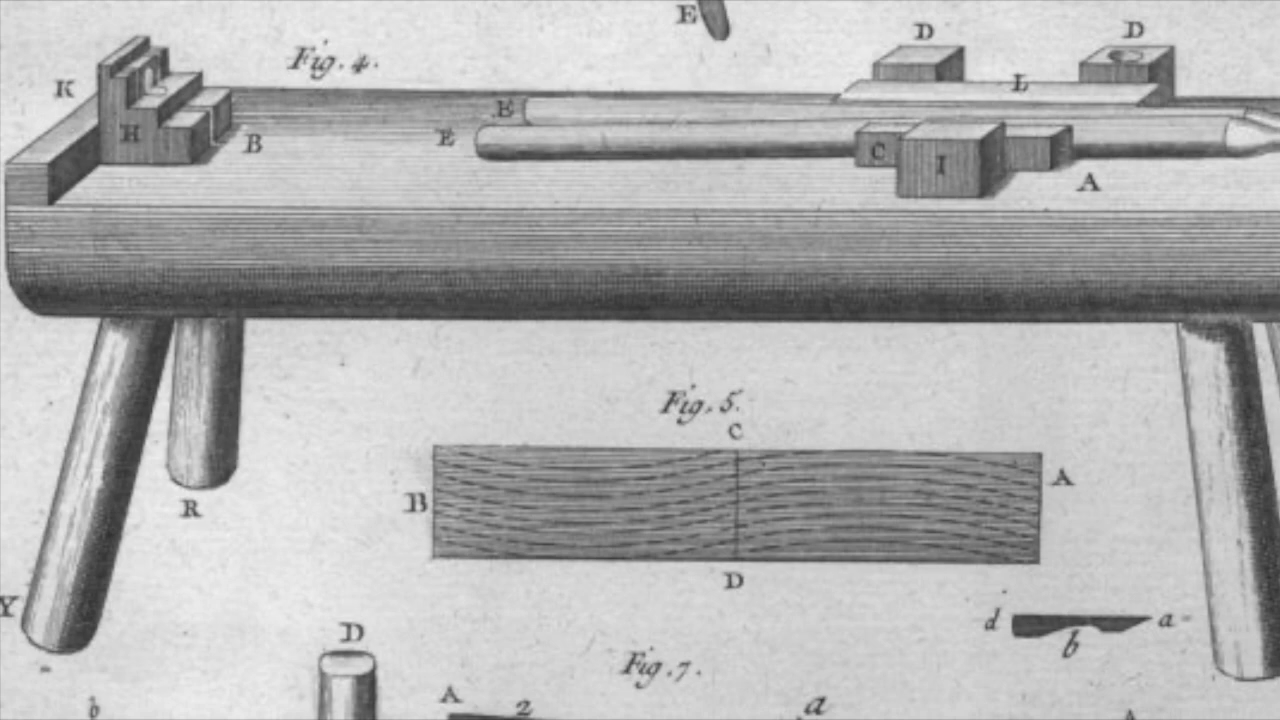 E
D D
Fig. 4.
K L
E
H B E C I
A
Fig. 5.
C
B A
R
D
Y
d a
b
D
Fig. 7.
A 2 a
b A